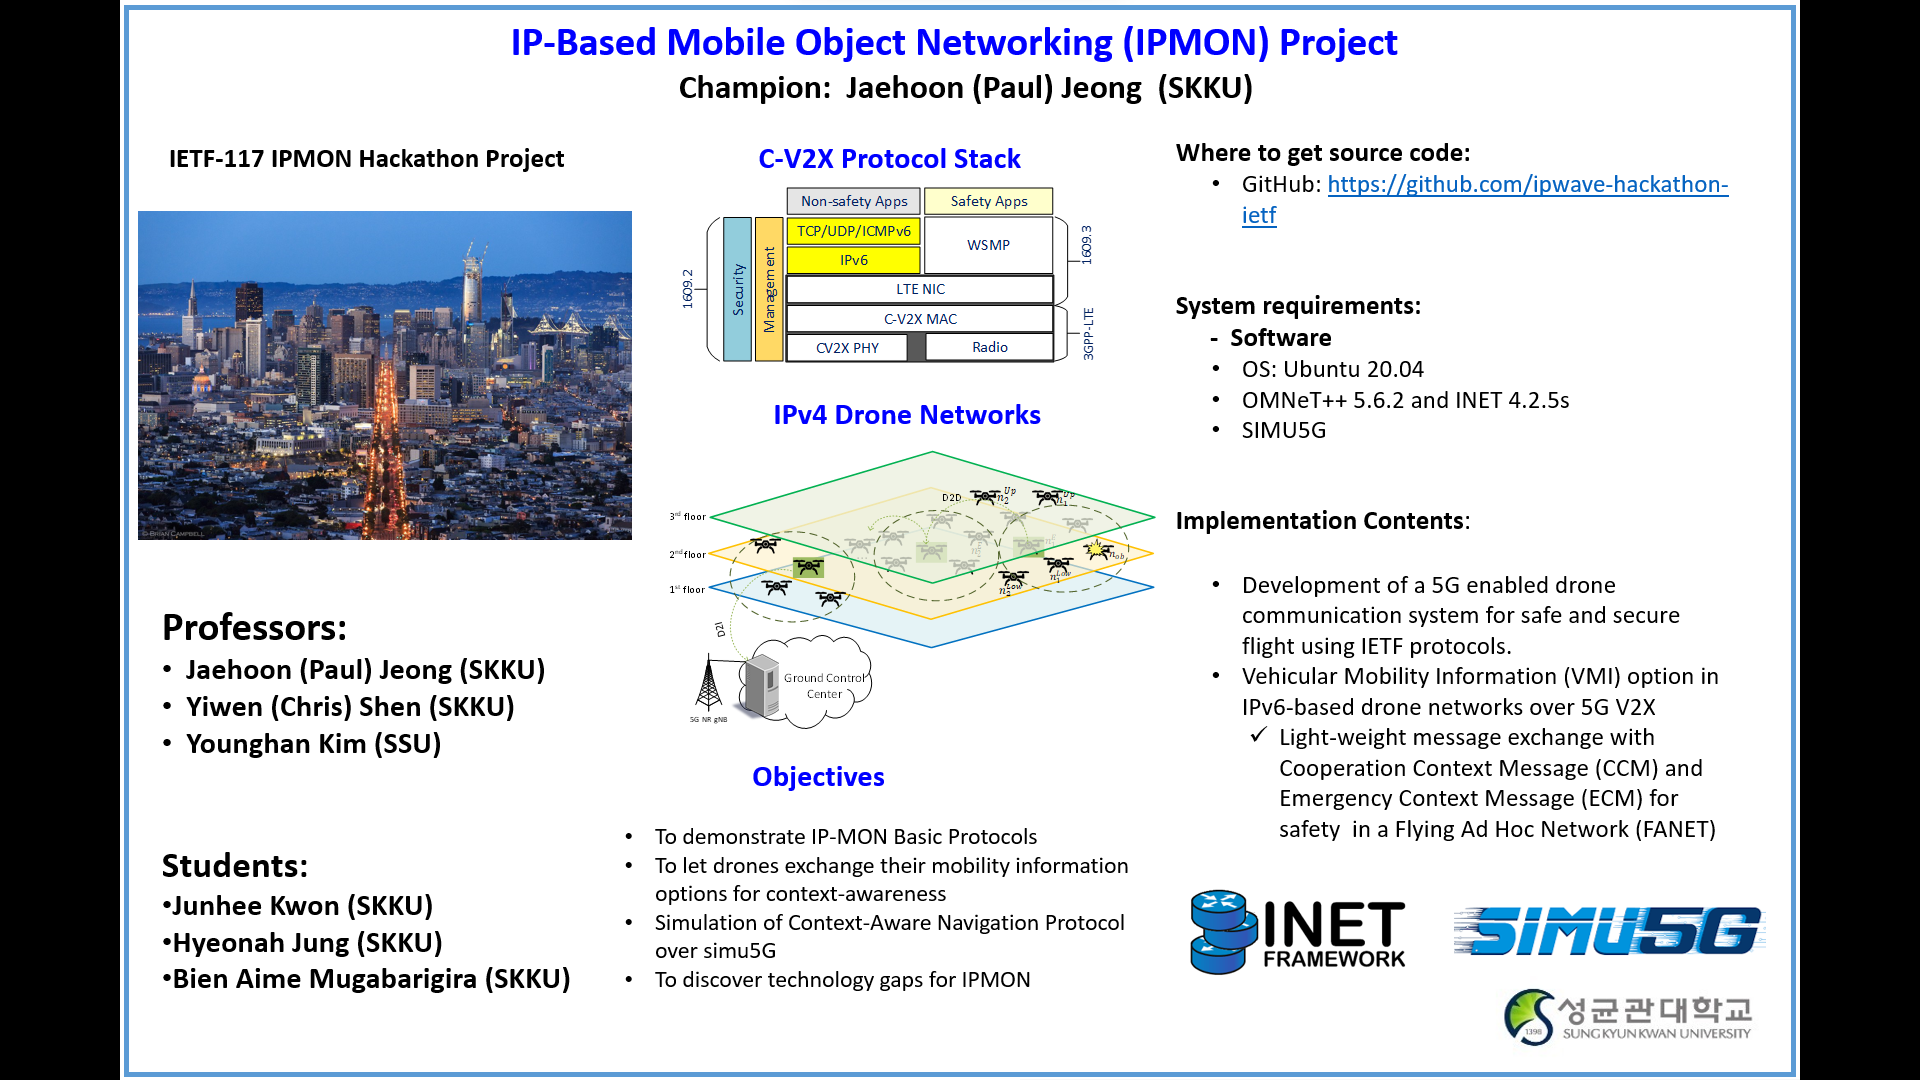 IP-Based Mobile Object Networking (IPMON) Project
Champion:  Jaehoon (Paul) Jeong  (SKKU)
IETF-117 IPMON Hackathon Project
© Brian Campbell
Professors:
• Jaehoon (Paul) Jeong (SKKU)
• Yiwen (Chris) Shen (SKKU)
• Younghan Kim (SSU)
Students:
•Junhee Kwon (SKKU)
•Hyeonah Jung (SKKU)
•Bien Aime Mugabarigira (SKKU)
C-V2X Protocol Stack
Non-safety Apps
Safety Apps
TCP/UDP/ICMPv6
WSMP
IPv6
LTE NIC
C-V2X MAC
CV2X PHY
Radio
Security
Management
1609.2
1609.3
3GPP-LTE
IPv4 Drone Networks
3rd floor
2nd floor
1st floor
D2D
D2I
Ground Control
Center
5G NR gNB
Objectives
• To demonstrate IP-MON Basic Protocols
• To let drones exchange their mobility information
options for context-awareness
• Simulation of Context-Aware Navigation Protocol
over simu5G
• To discover technology gaps for IPMON
Where to get source code:
• GitHub: https://github.com/ipwave-hackathon-
ietf
System requirements:
- Software
• OS: Ubuntu 20.04
• OMNeT++ 5.6.2 and INET 4.2.5s
• SIMU5G
Implementation Contents:
• Development of a 5G enabled drone
communication system for safe and secure
flight using IETF protocols.
• Vehicular Mobility Information (VMI) option in
IPv6-based drone networks over 5G V2X
✓ Light-weight message exchange with
Cooperation Context Message (CCM) and
Emergency Context Message (ECM) for
safety  in a Flying Ad Hoc Network (FANET)
INET
FRAMEWORK
SIMU5G
1398
성균관대학교
SUNG KYUN KWAN UNIVERSITY